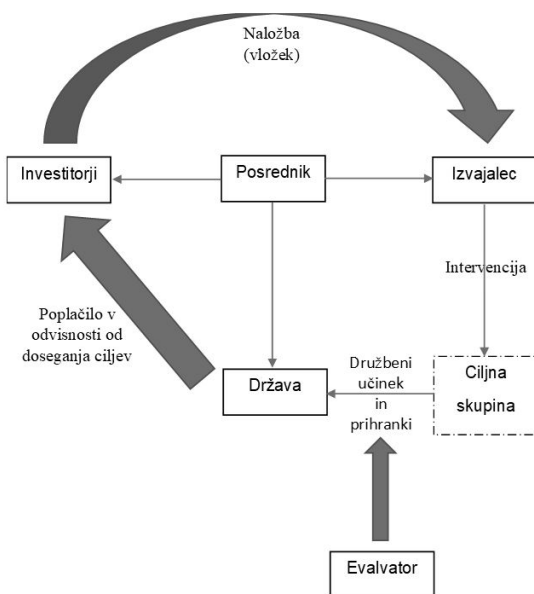 Naložba
(vložek)
Investitorji
Posrednik
Izvajalec
Intervencija
Poplačilo v
odvisnosti od
doseganja ciljev
Država
Družbeni
učinek
in
prihranki
Ciljna
skupina
Evalvator